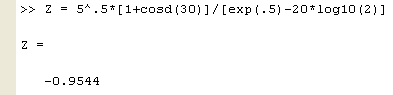 >> Z = 5^.5*[1+cosd(30)]/[exp(.5)-20*log10(2)]
Z =
-0.9544